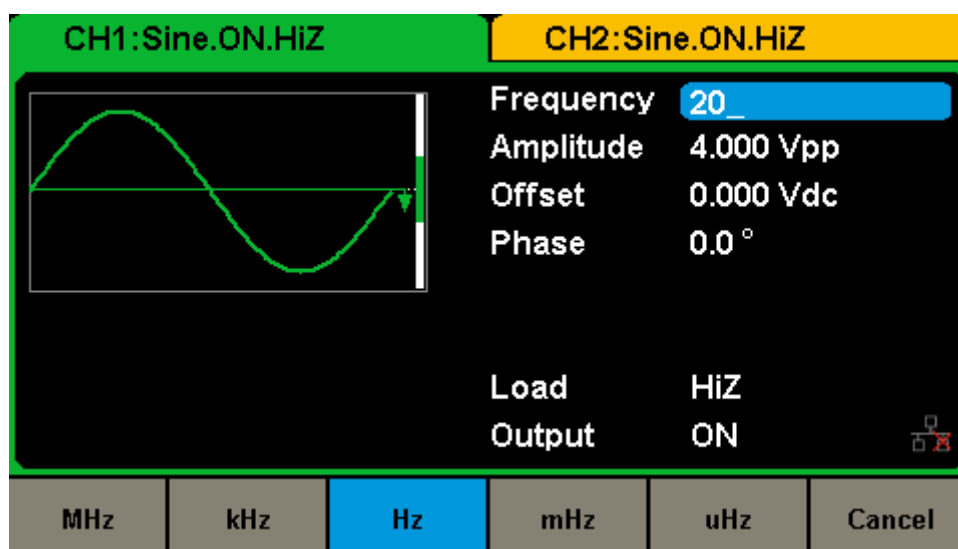 CH1:Sine.ON.HiZ
CH2:Sine.ON.HiZ
Frequency 20_
Amplitude 4.000 Vpp
Offset 0.000 Vdc
Phase 0.0 °
Load HiZ
Output ON
MHz kHz Hz mHz uHz Cancel